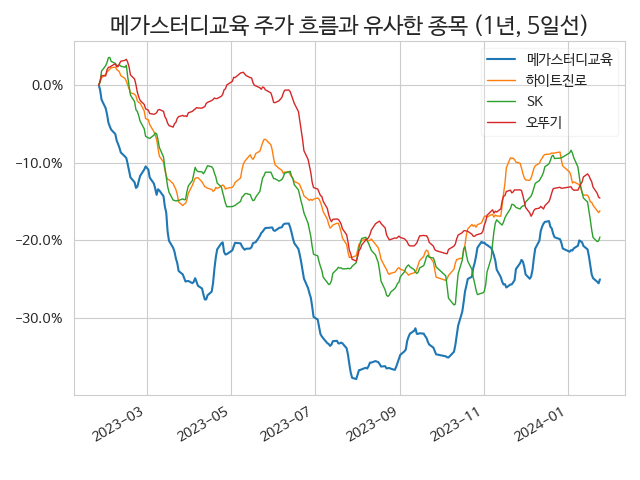 메가스터디교육 주가 흐름과 유사한 종목 (1년, 5일선)
메가스터디교육
하이트진로
SK
오뚜기
0.0%
−10.0%
−20.0%
−30.0%
2023-03
2023-05
2023-07
2023-09
2023-11
2024-01